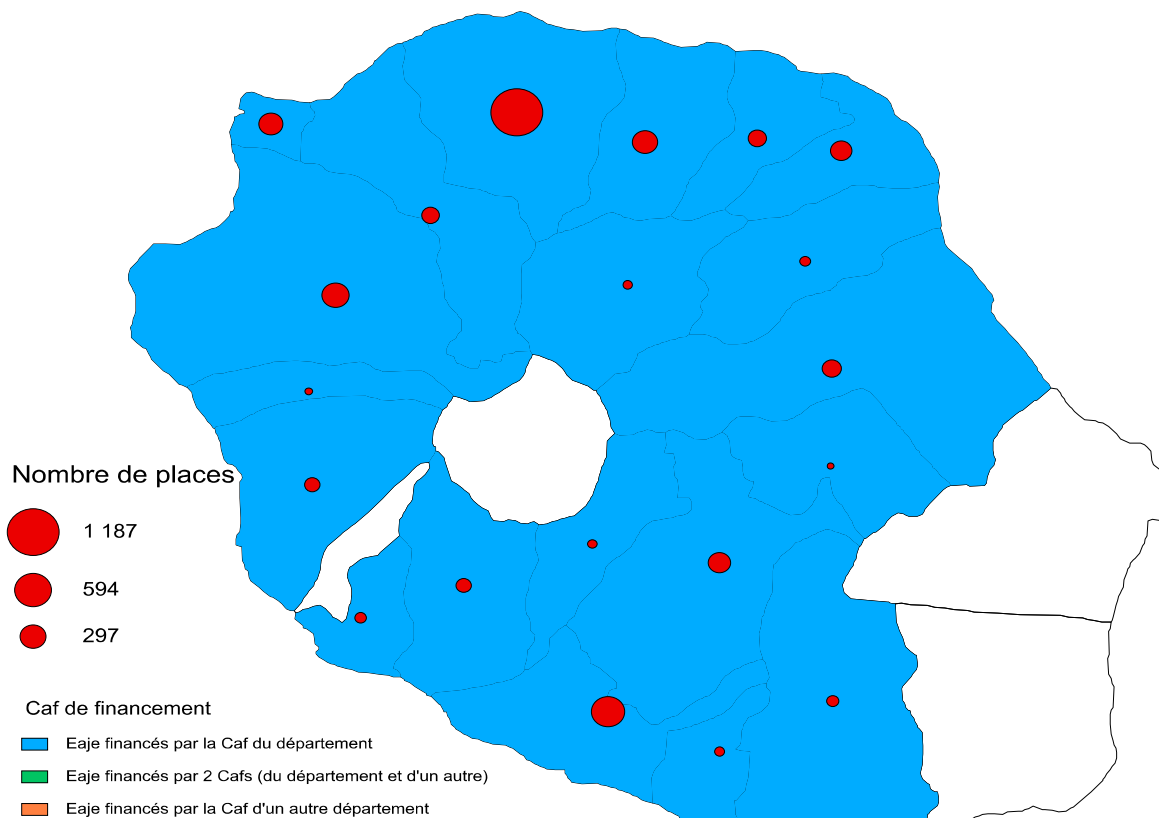 Nombre de places
1 187
594
297
Caf de financement
Eaje financés par la Caf du département
Eaje financés par 2 Cafs (du département et d'un autre)
Eaje financés par la Caf d'un autre département